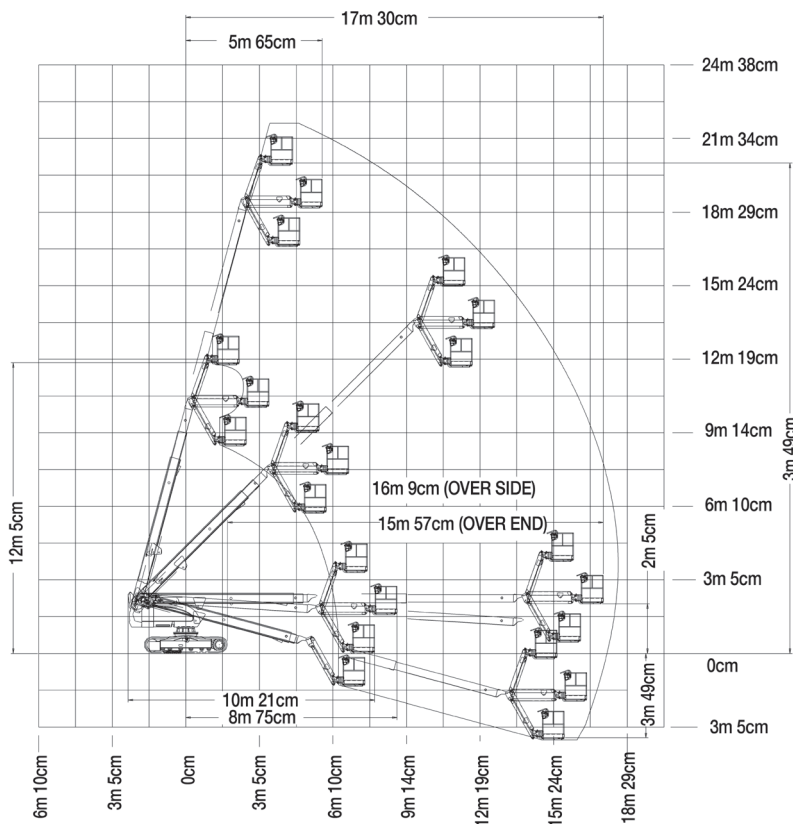 17m 30cm
5m 65cm
24m 38cm
21m 34cm
18m 29cm
15m 24cm
12m 19cm
9m 14cm
3m 49cm
16m 9cm (OVER SIDE)
6m 10cm
15m 57cm (OVER END)
12m 5cm
2m 5cm
3m 5cm
0cm
10m 21cm
3m 49cm
8m 75cm
3m 5cm
6m 10cm
3m 5cm
0cm
3m 5cm
6m 10cm
9m 14cm
12m 19cm
15m 24cm
18m 29cm